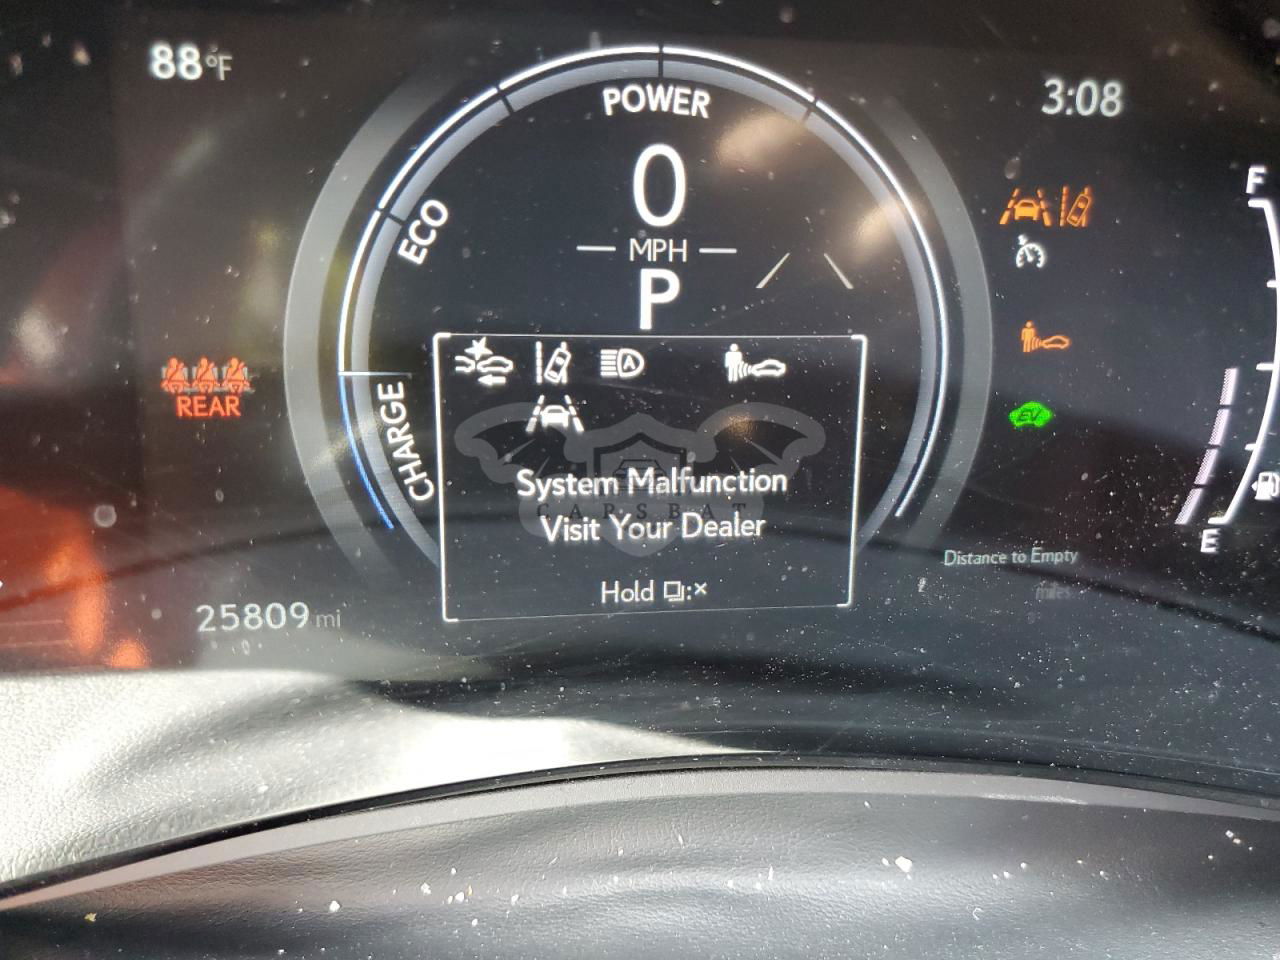 88°F
3:08
POWER
0
MPH
P
ECO
CHARGE
REAR
EV
F
E
System Malfunction
CARSBAT
Visit Your Dealer
Hold :×
Distance to Empty
miles
25809 mi